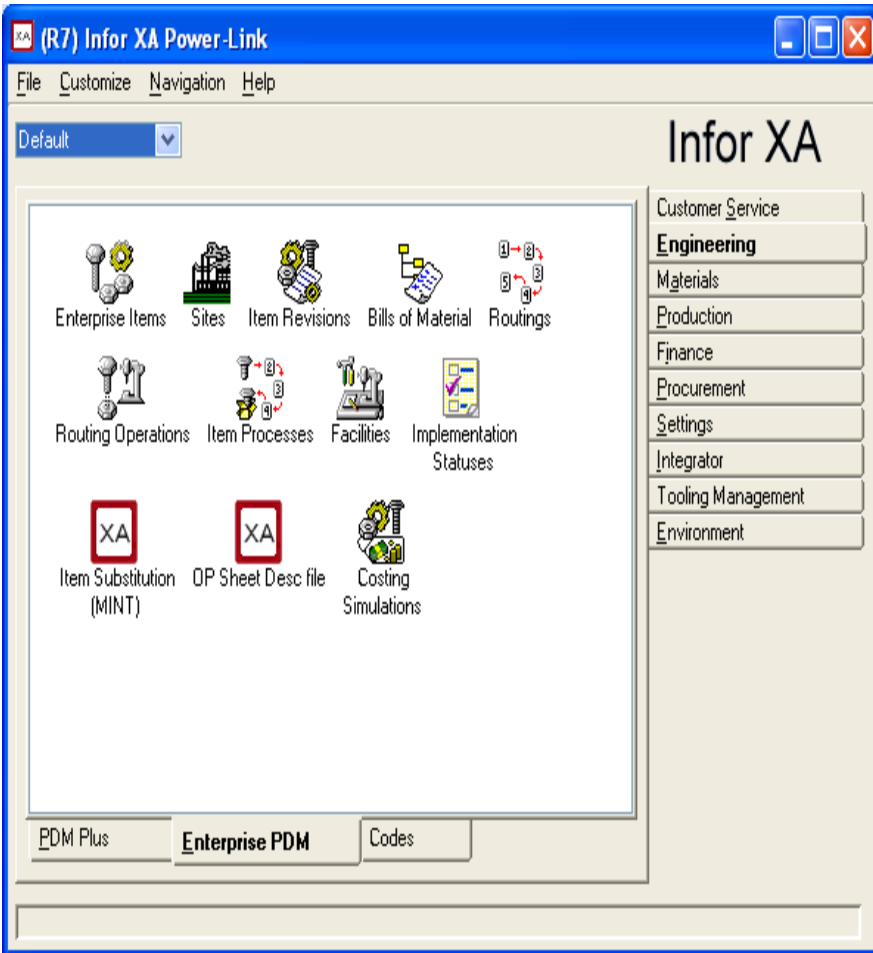 (R7) Infor XA Power-Link
File Customize Navigation Help
Default
Infor XA
Enterprise Items Sites Item Revisions Bills of Material Routings
Routing Operations Item Processes Facilities Implementation
Statuses
XA XA
Item Substitution OP Sheet Desc file Costing
(MINT) Simulations
PDM Plus Enterprise PDM Codes
Customer Service
Engineering
Materials
Production
Finance
Procurement
Settings
Integrator
Tooling Management
Environment